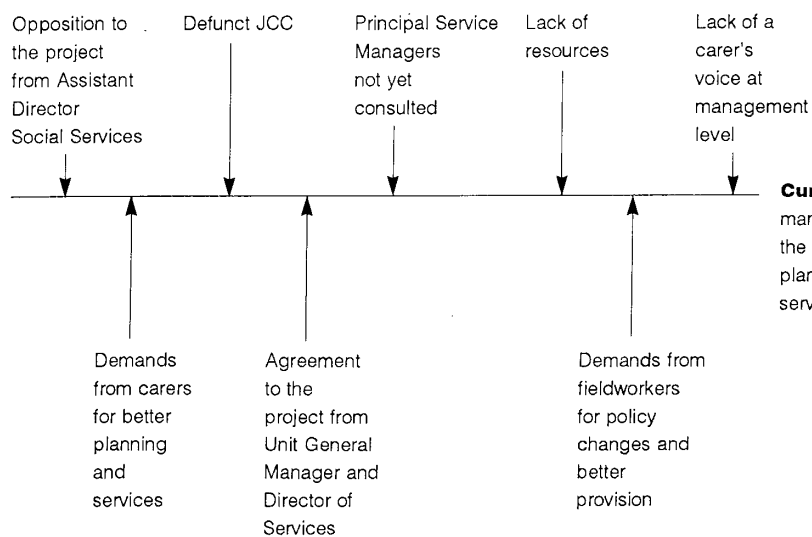 Opposition to
the project
from Assistant
Director
Social Services
Defunct JCC
Principal Service
Managers
not yet
consulted
Lack of
resources
Lack of a
carer's
voice at
management
level
Demands
from carers
for better
planning
and
services
Agreement
to the
project from
Unit General
Manager and
Director of
Services
Demands from
fieldworkers
for policy
changes and
better
provision
the